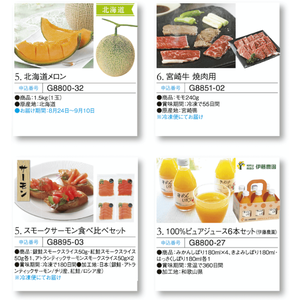 北海道
5. 北海道メロン
申込番号 G8800-32
●商品:1.5kg(1玉)
●原産地:北海道
●お届け期間:8月24日〜9月10日
6. 宮崎牛 焼肉用
申込番号 G8851-02
●商品:モモ240g
●賞味期間:冷凍で55日間
●原産地:宮崎県
※冷凍便にてお届け
サーモン
5. スモークサーモン食べ比べセット
申込番号 G8895-03
●商品:銀鮭スモークスライス50g・紅鮭スモークスライス
50g各1、アトランティックサーモンスライス50g×2
●賞味期間:冷凍で180日間●加工地:日本(銀鮭・アトラ
ンティックサーモン/チリ産、紅鮭/ロシア産)
※冷凍便にてお届け
伊藤農園
3. 100%ピュアジュース6本セット(伊藤農園)
申込番号 G8800-27
●商品:みかんしぼり180ml×4、きよみしぼり180ml・
はっさくしぼり180ml各1
●賞味期間:常温で360日間
●加工地:和歌山県